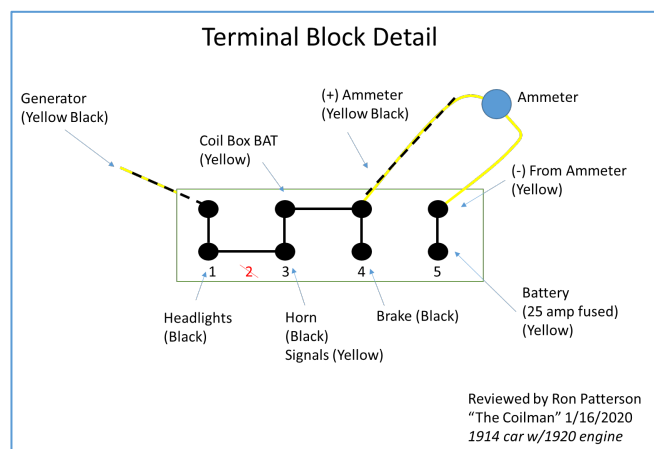 Terminal Block Detail
Generator
(Yellow Black)
(+) Ammeter
(Yellow Black)
Ammeter
Coil Box BAT
(Yellow)
(-) From Ammeter
(Yellow)
1 2 3 4 5
Headlights
(Black)
Horn
(Black)
Signals (Yellow)
Brake (Black)
Battery
(25 amp fused)
(Yellow)
Reviewed by Ron Patterson
“The Coilman” 1/16/2020
1914 car w/1920 engine